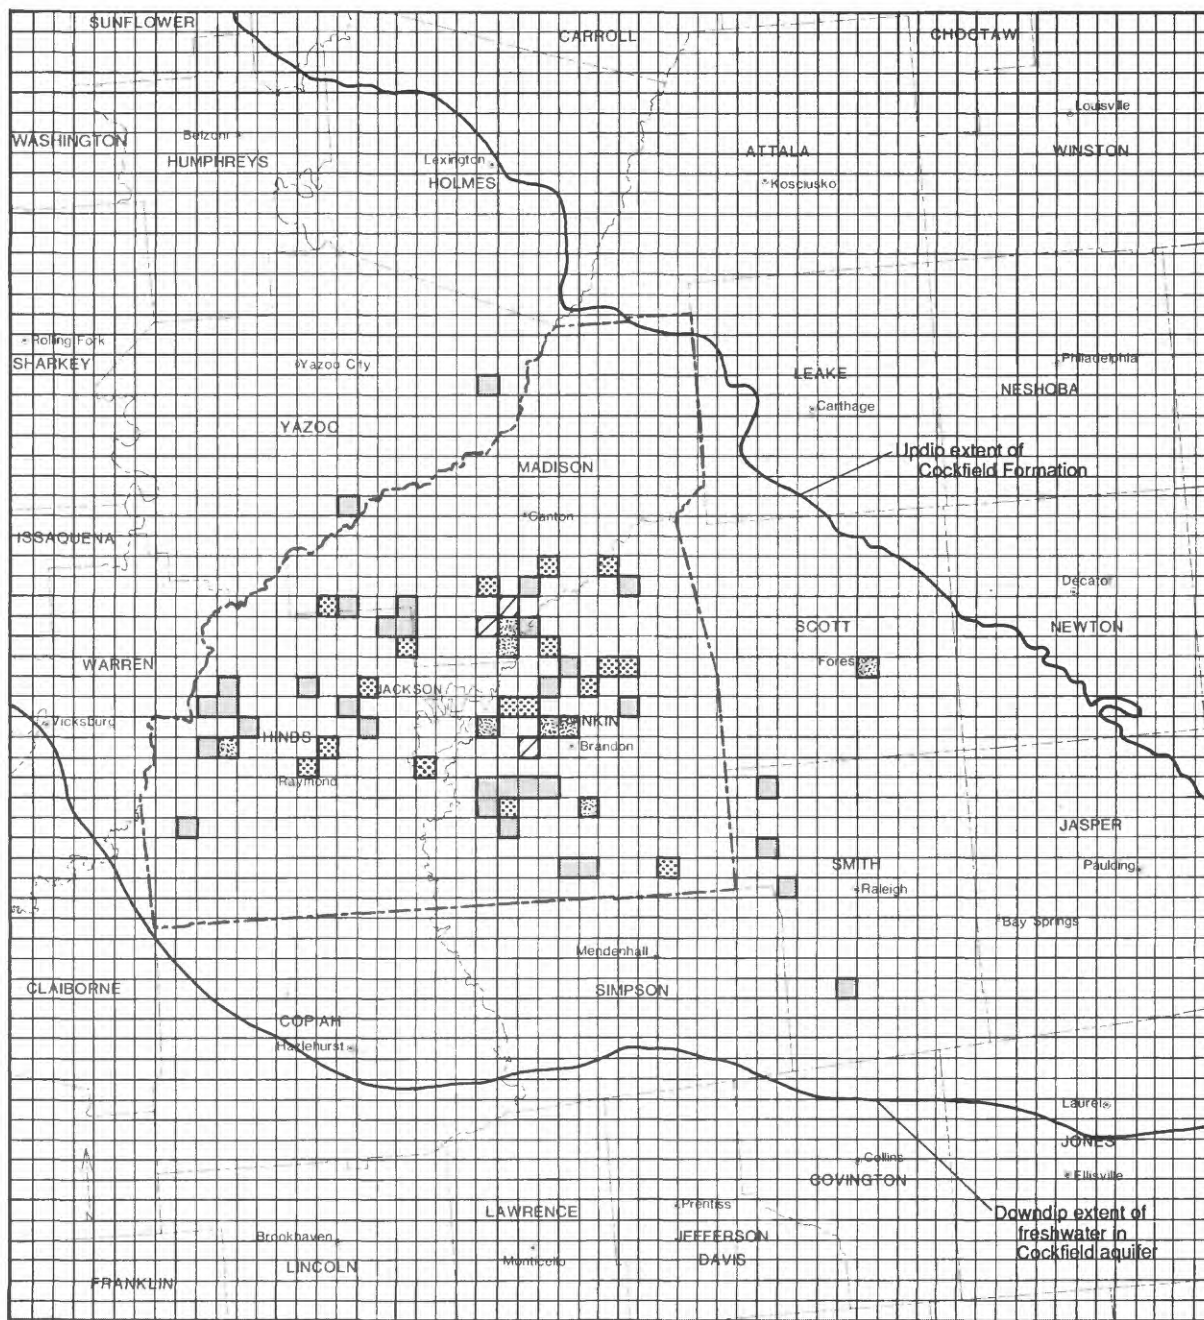 SUNFLOWER
CARROLL
CHOCTAW
Louisville
WASHINGTON
Belzoni
HUMPHREYS
Lexington
HOLMES
ATTALA
Kosciusko
WINSTON
Rolling Fork
SHARKEY
Yazoo City
YAZOO
LEAKE
Carthage
Philadelphia
NESHOBA
Updip extent of
Cockfield Formation
MADISON
Canton
ISSAQUENA
Decatur
SCOTT
NEWTON
WARREN
Forest
JACKSON
Vicksburg
HINDS
RANKIN
Brandon
Raymond
JASPER
SMITH
Paulding
Raleigh
Bay Springs
Mendenhall
CLAIBORNE
SIMPSON
COPIAH
Hazlehurst
Laurel
JONES
Collins
COVINGTON
Ellisville
LAWRENCE
Prentiss
Downdip extent of
freshwater in
Cockfield aquifer
Brookhaven
JEFFERSON
DAVIS
LINCOLN
Monticello
FRANKLIN